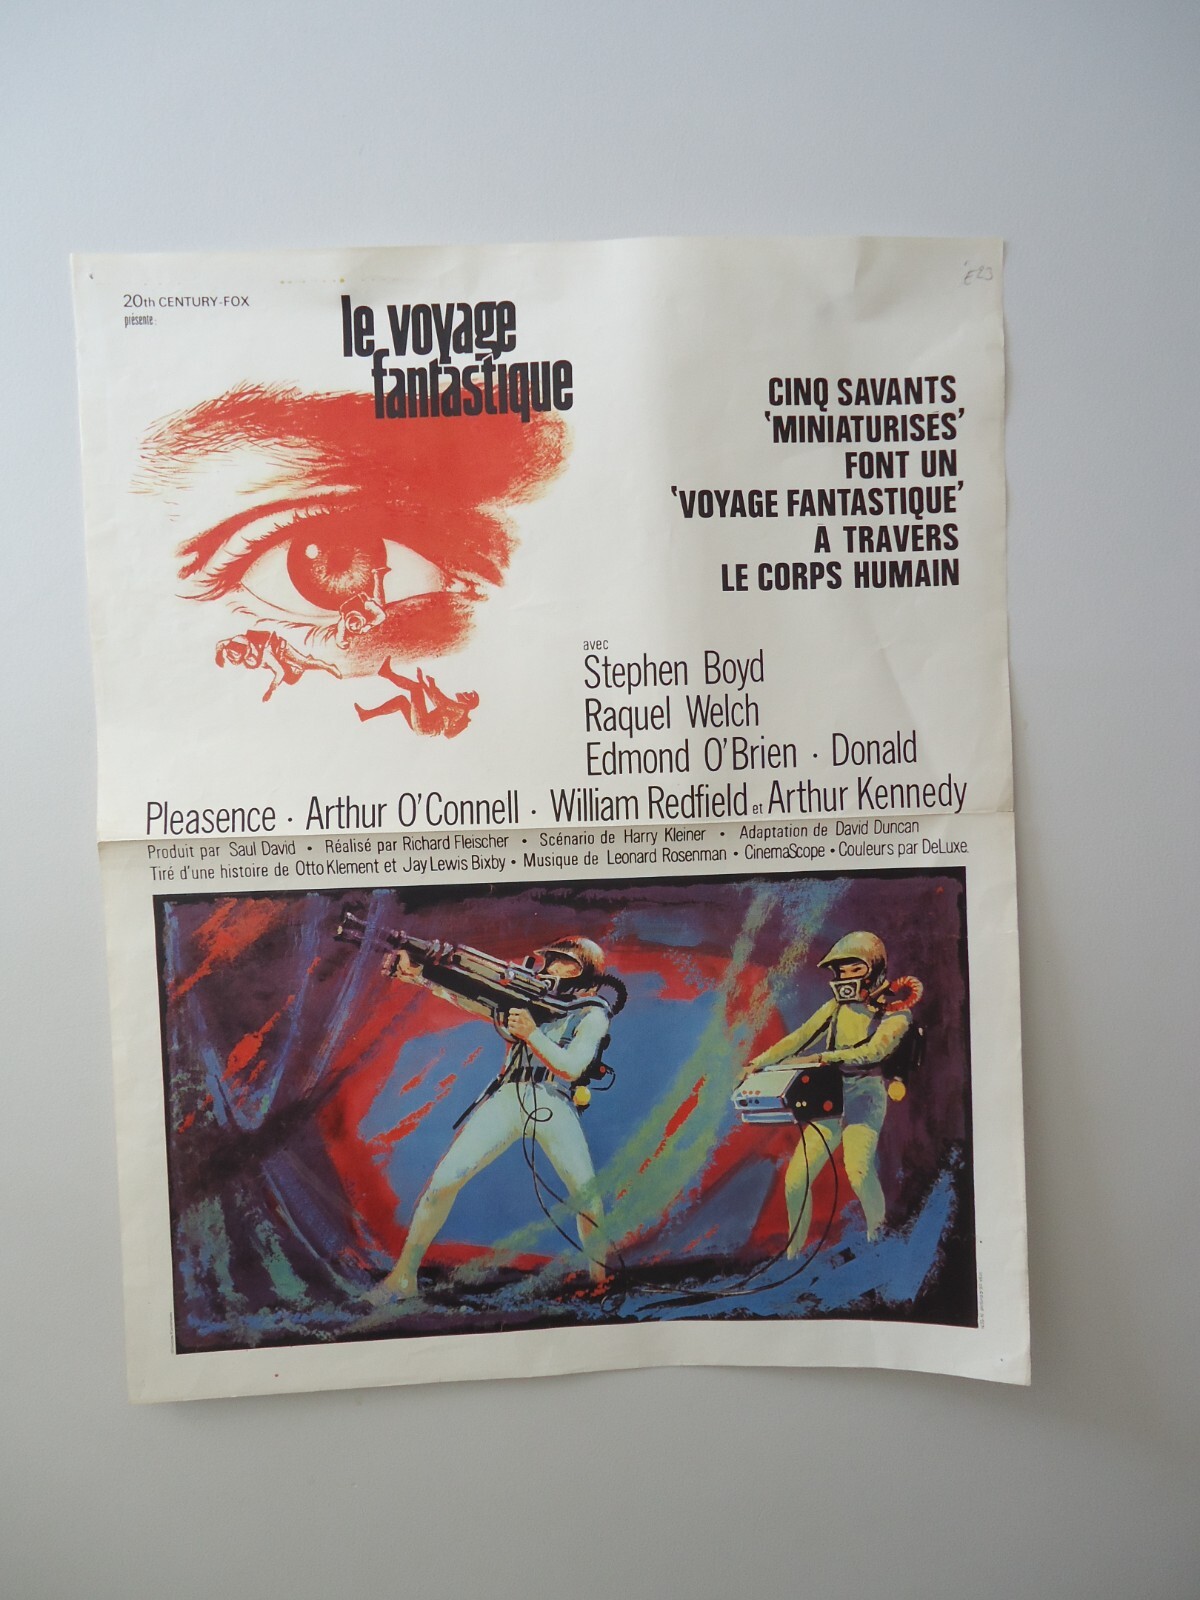 20th CENTURY-FOX
présente:
le voyage
fantastique
CINQ SAVANTS
'MINIATURISÉS'
FONT UN
'VOYAGE FANTASTIQUE'
A TRAVERS
LE CORPS HUMAIN
avec
Stephen Boyd
Raquel Welch
Edmond O'Brien · Donald
Pleasence · Arthur O'Connell · William Redfield et Arthur Kennedy
Produit par Saul David • Réalisé par Richard Fleischer • Scénario de Harry Kleiner • Adaptation de David Duncan
Tiré d'une histoire de Otto Klement et Jay Lewis Bixby • Musique de Leonard Rosenman • CinemaScope • Couleurs par DeLuxe.